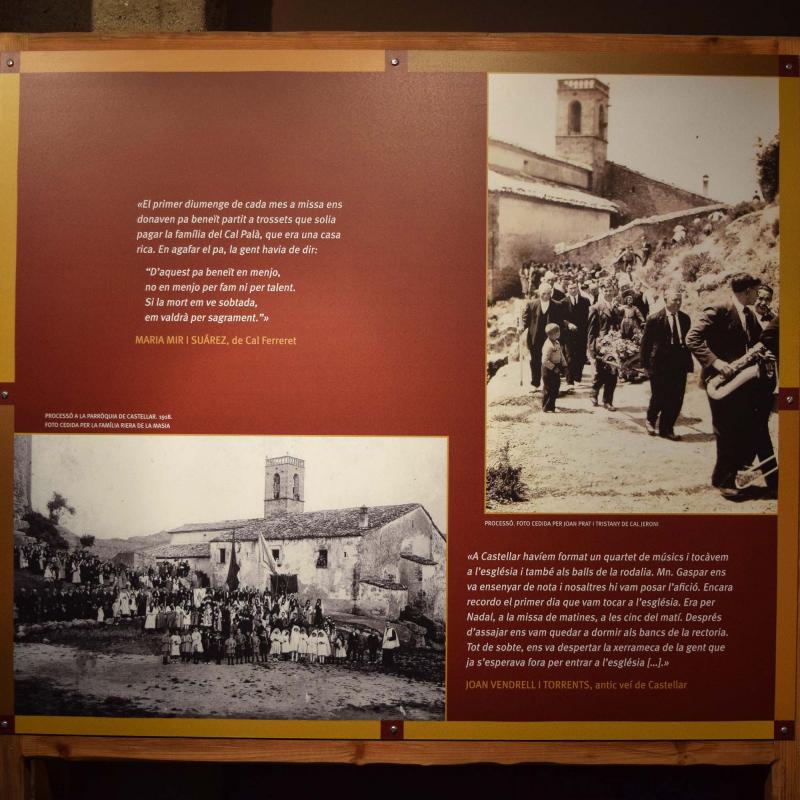 «El primer diumenge de cada mes a missa ens
donaven pa beneït partit a trossets que solia
pagar la família del Cal Palà, que era una casa
rica. En agafar el pa, la gent havia de dir:
“D'aquest pa beneït en menjo,
no en menjo per fam ni per talent.
Si la mort em ve sobtada,
em valdrà per sagrament.”»
MARIA MIR I SUÁREZ, de Cal Ferreret
PROCESSÓ A LA PARRÒQUIA DE CASTELLAR. 1918.
FOTO CEDIDA PER LA FAMÍLIA RIERA DE LA MASIA
PROCESSÓ. FOTO CEDIDA PER JOAN PRAT I TRISTANY DE CAL JERONI
«A Castellar havíem format un quartet de músics i tocàvem
a l'església i també als balls de la rodalia. Mn. Gaspar ens
va ensenyar de nota i nosaltres hi vam posar l'afició. Encara
recordo el primer dia que vam tocar a l'església. Era per
Nadal, a la missa de matines, a les cinc del matí. Després
d'assajar ens vam quedar a dormir als bancs de la rectoria.
Tot de sobte, ens va despertar la xerrameca de la gent que
ja s'esperava fora per entrar a l'església [...].»
JOAN VENDRELL I TORRENTS, antic veí de Castellar